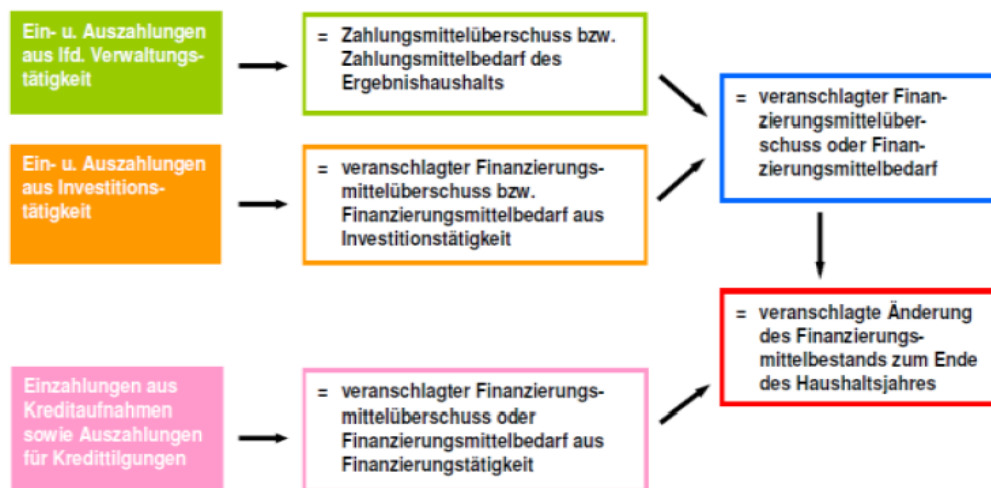 Ein- u. Auszahlungen
aus lfd. Verwaltungs-
tätigkeit
= Zahlungsmittelüberschuss bzw.
Zahlungsmittelbedarf des
Ergebnishaushalts
= veranschlagter Finan-
zierungsmittelüber-
schuss oder Finan-
zierungsmittelbedarf
Ein- u. Auszahlungen
aus Investitions-
tätigkeit
= veranschlagter Finanzierungs-
mittelüberschuss bzw.
Finanzierungsmittelbedarf aus
Investitionstätigkeit
= veranschlagte Änderung
des Finanzierungs-
mittelbestands zum Ende
des Haushaltsjahres
Einzahlungen aus
Kreditaufnahmen
sowie Auszahlungen
für Kredittilgungen
= veranschlagter Finanzierungs-
mittelüberschuss oder
Finanzierungsmittelbedarf aus
Finanzierungstätigkeit